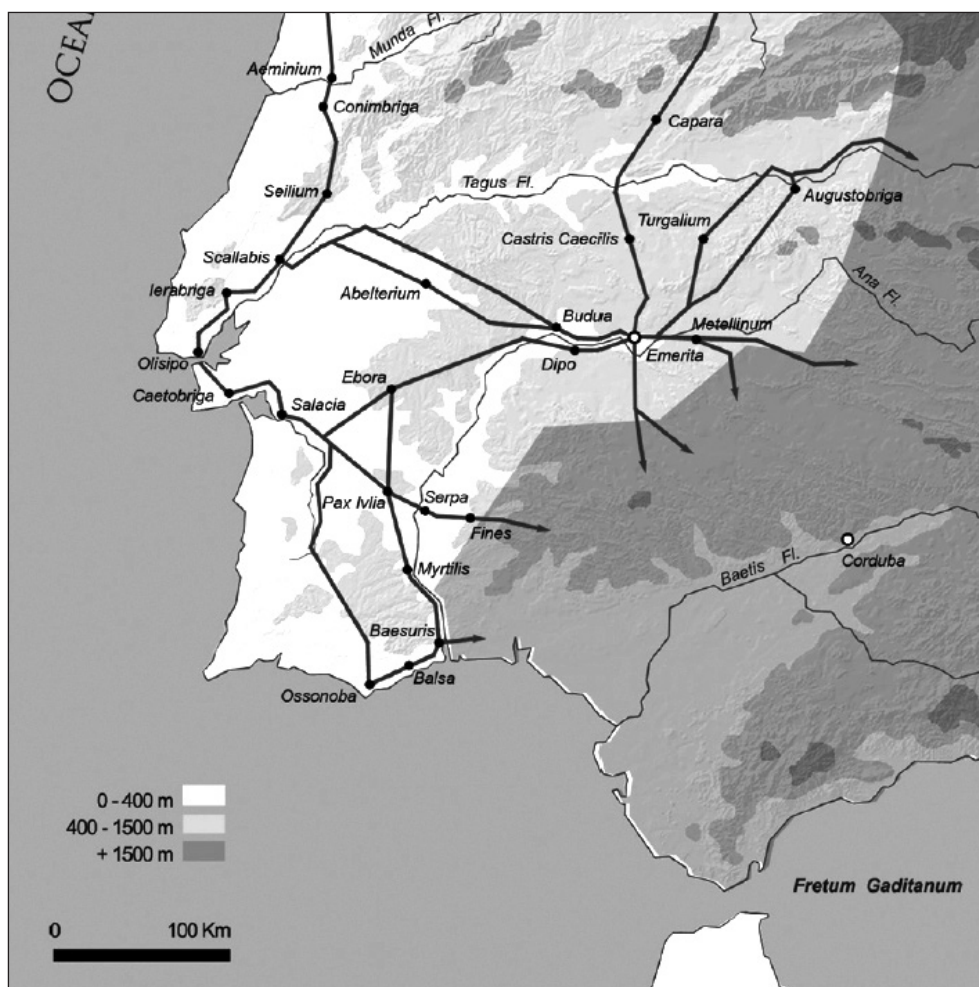 OCEA
Munda Fl.
Aeminium
Conimbriga
Capara
Tagus Fl.
Seilium
Augustobriga
Turgalium
Scallabis
Castris Caecilis
Ierabriga
Abelterium
Ana Fl.
Budua
Metellinum
Olisipo
Dipo
Emerita
Ebora
Caetobriga
Salacia
Pax Ivlia
Serpa
Fines
Corduba
Baetis Fl.
Myrtilis
Baesuris
Balsa
Ossonoba
0 - 400 m
400 - 1500 m
+ 1500 m
Fretum Gaditanum
0 100 Km